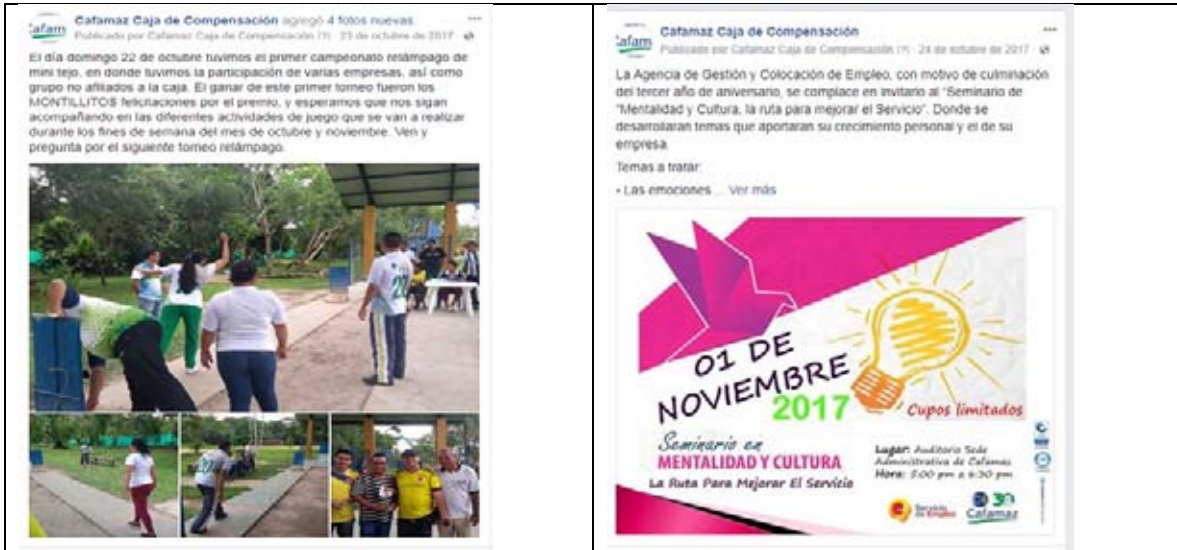 Cafamaz Caja de Compensación agregó 4 fotos nuevas.
Publicado por Cafamaz Caja de Compensación [?] · 23 de octubre de 2017 ·
El día domingo 22 de octubre tuvimos el primer campeonato relámpago de
mini tejo, en donde tuvimos la participación de varias empresas, así como
grupo no afiliados a la caja. El ganar de este primer torneo fueron los
MONTILLITOS felicitaciones por el premio, y esperamos que nos sigan
acompañando en las diferentes actividades de juego que se van a realizar
durante los fines de semana del mes de octubre y noviembre. Ven y
pregunta por el siguiente torneo relámpago.
20
Cafamaz Caja de Compensación
Publicado por Cafamaz Caja de Compensación [?] · 24 de octubre de 2017 ·
La Agencia de Gestión y Colocación de Empleo, con motivo de culminación
del tercer año de aniversario, se complace en invitarlo al "Seminario de
"Mentalidad y Cultura, la ruta para mejorar el Servicio". Donde se
desarrollaran temas que aportaran su crecimiento personal y el de su
empresa.
Temas a tratar:
• Las emociones ... Ver más
01 DE
NOVIEMBRE
2017
Cupos limitados
Seminario en
MENTALIDAD Y CULTURA
La Ruta Para Mejorar El Servicio
Lugar: Auditorio Sede
Administrativa de Cafamaz
Hora: 5:00 pm a 6:30 pm
Servicio
de Empleo
30
Cafamaz